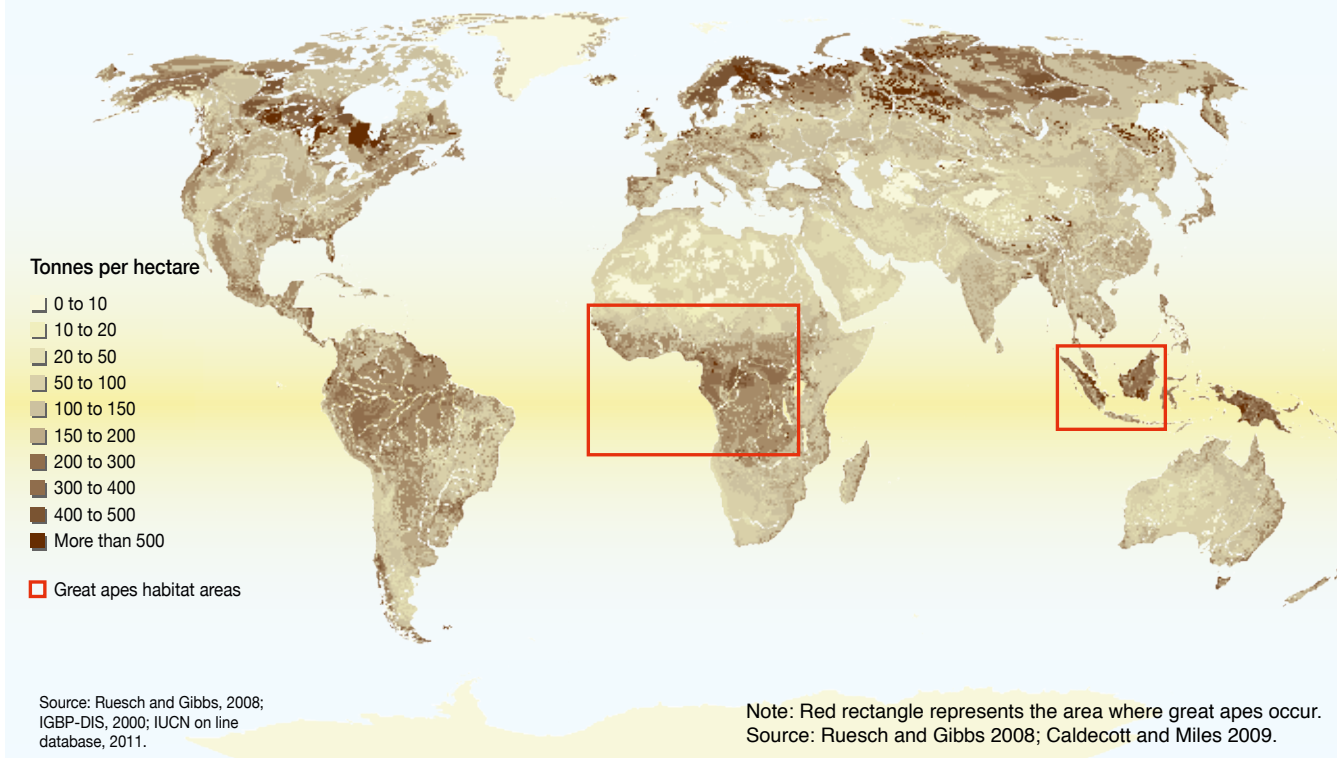 Tonnes per hectare
0 to 10
10 to 20
20 to 50
50 to 100
100 to 150
150 to 200
200 to 300
300 to 400
400 to 500
More than 500
Great apes habitat areas
Source: Ruesch and Gibbs, 2008;
IGBP-DIS, 2000; IUCN on line
database, 2011.
Note: Red rectangle represents the area where great apes occur.
Source: Ruesch and Gibbs 2008; Caldecott and Miles 2009.